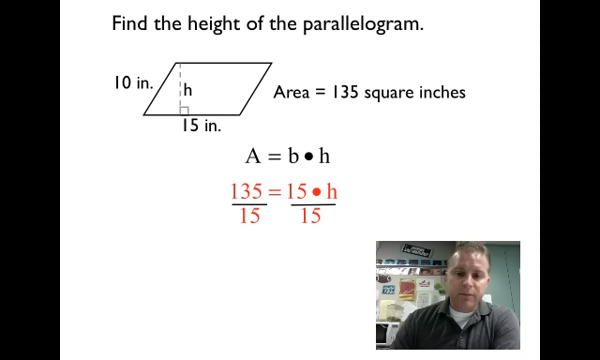 Find the height of the parallelogram.
10 in.
h
Area = 135 square inches
15 in.
A = b • h
135 = 15 • h
15 15